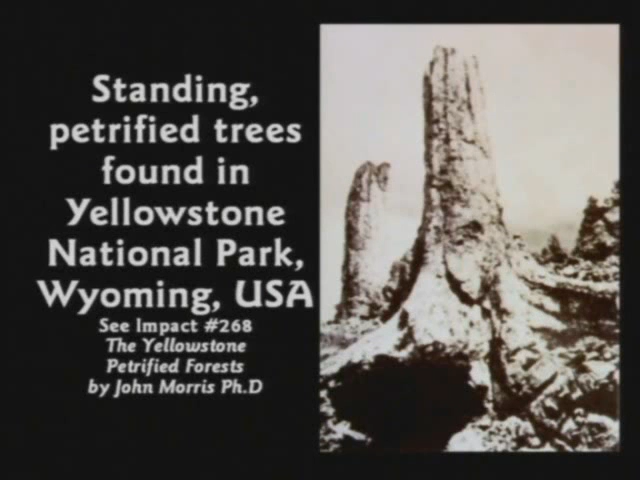 Standing,
petrified trees
found in
Yellowstone
National Park,
Wyoming, USA
See Impact #268
The Yellowstone
Petrified Forests
by John Morris Ph.D